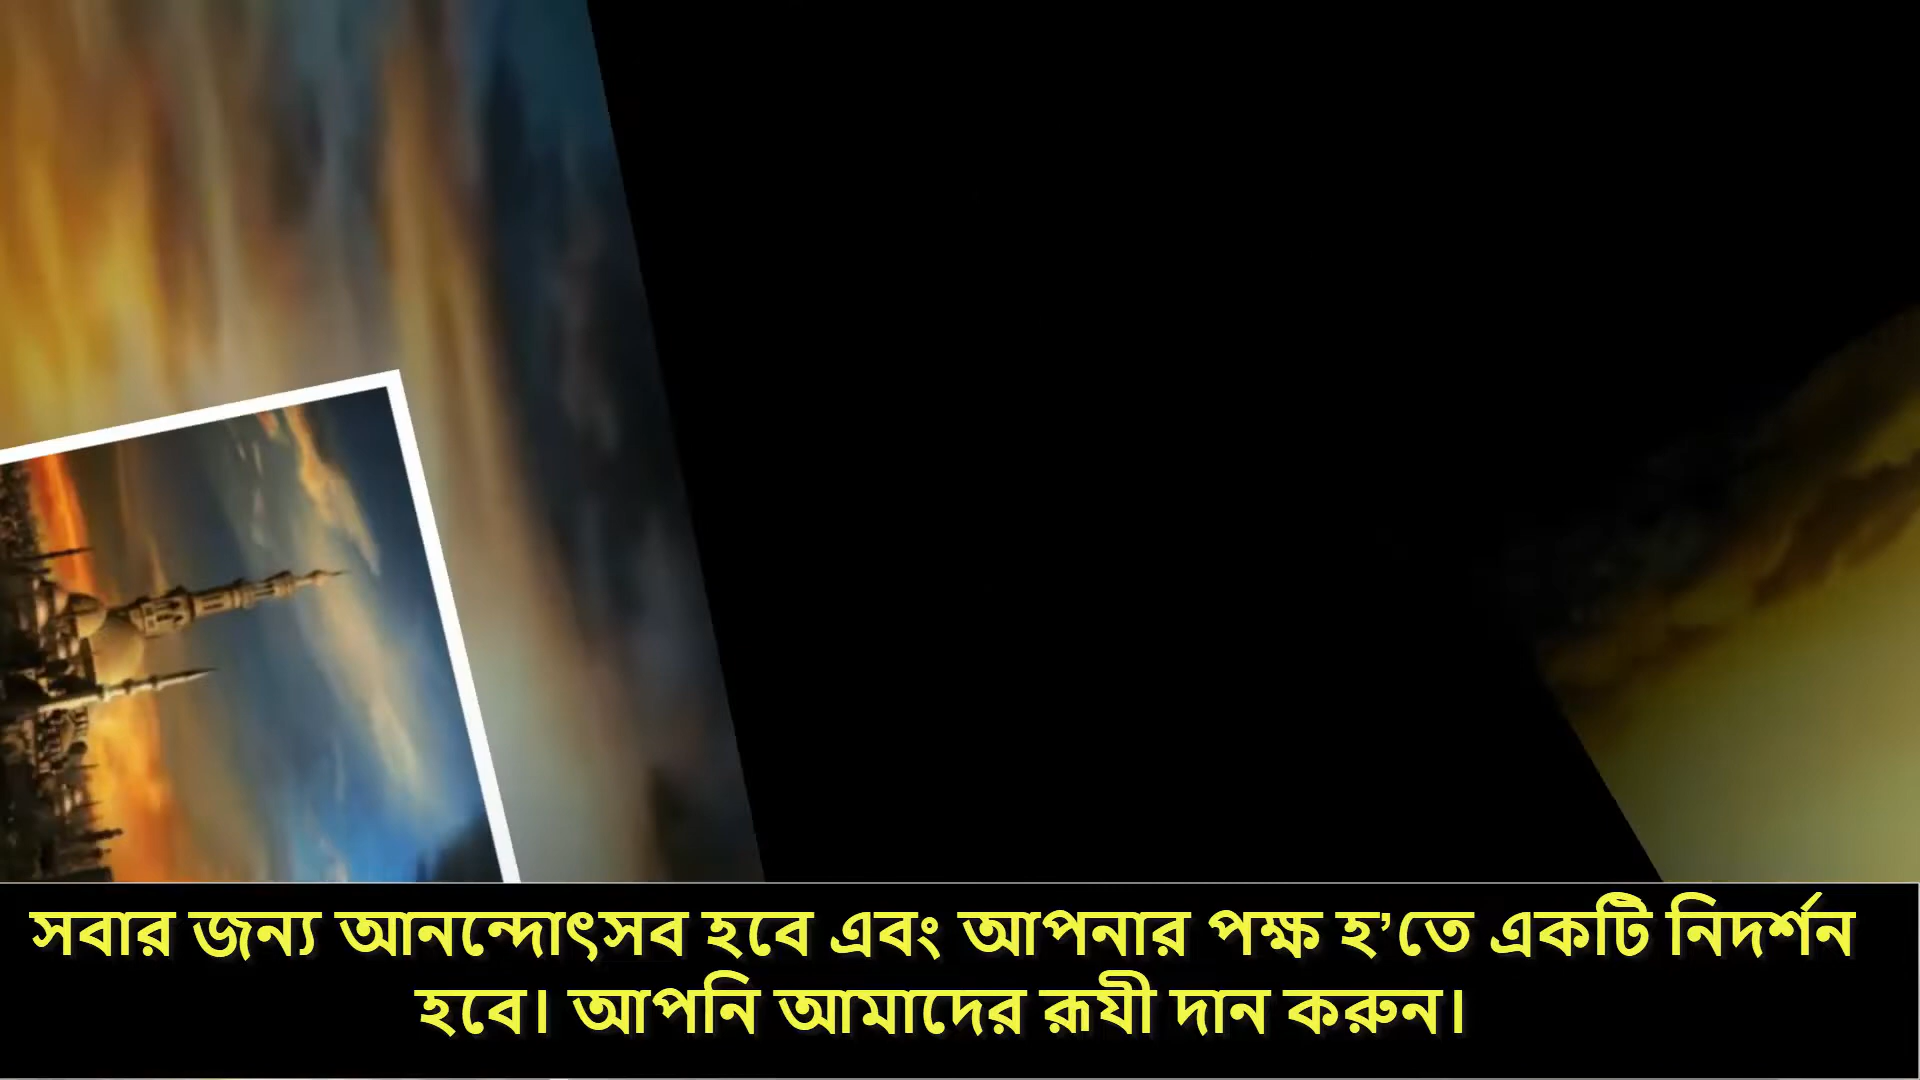 সবার জন্য আনন্দোৎসব হবে এবং আপনার পক্ষ হ’তে একটি নিদর্শন
হবে। আপনি আমাদের রূযী দান করুন।